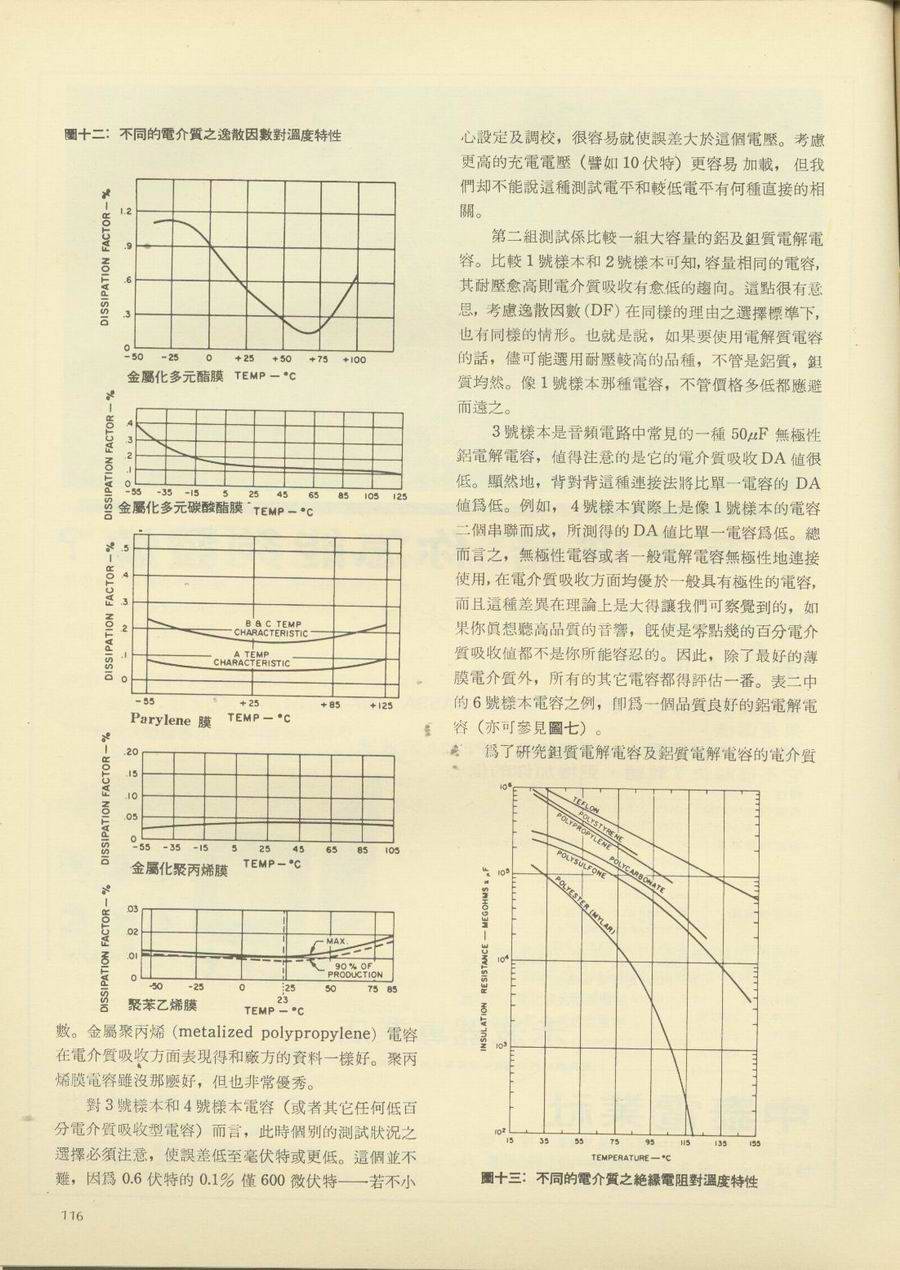 圖十二：不同的電介質之逸散因數對溫度特性
DISSIPATION FACTOR - %
1.2
.9
.6
.3
0
-50 -25 0 +25 +50 +75 +100
金屬化多元酯膜 TEMP — °C
DISSIPATION FACTOR - %
.4
.3
.2
.1
0
-55 -35 -15 5 25 45 65 85 105 125
金屬化多元碳酸酯膜 TEMP — °C
DISSIPATION FACTOR - %
.5
.4
.3
.2
.1
0
B & C TEMP
CHARACTERISTIC
A TEMP
CHARACTERISTIC
-55 +25 +85 +125
Parylene 膜 TEMP — °C
DISSIPATION FACTOR - %
.20
.15
.10
.05
0
-55 -35 -15 5 25 45 65 85 105
金屬化聚丙烯膜 TEMP — °C
DISSIPATION FACTOR - %
.03
.02
.01
0
MAX.
90 % OF
PRODUCTION
-50 -25 0 25 50 75 85
23
聚苯乙烯膜 TEMP — °C
數。金屬聚丙烯 (metalized polypropylene) 電容
在電介質吸收方面表現得和廠方的資料一樣好。聚丙
烯膜電容雖沒那麼好，但也非常優秀。
對 3 號樣本和 4 號樣本電容（或者其它任何低百
分電介質吸收型電容）而言，此時個別的測試狀況之
選擇必須注意，使誤差低至毫伏特或更低。這個並不
難，因爲 0.6 伏特的 0.1% 僅 600 微伏特——若不小
心設定及調校，很容易就使誤差大於這個電壓。考慮
更高的充電電壓（譬如 10 伏特）更容易加載，但我
們却不能說這種測試電平和較低電平有何種直接的相
關。
第二組測試係比較一組大容量的鋁及鉭質電解電
容。比較 1 號樣本和 2 號樣本可知，容量相同的電容，
其耐壓愈高則電介質吸收有愈低的趨向。這點很有意
思，考慮逸散因數 (DF) 在同樣的理由之選擇標準下，
也有同樣的情形。也就是說，如果要使用電解質電容
的話，儘可能選用耐壓較高的品種，不管是鋁質，鉭
質均然。像 1 號樣本那種電容，不管價格多低都應避
而遠之。
3 號樣本是音頻電路中常見的一種 50μF 無極性
鋁電解電容，值得注意的是它的電介質吸收 DA 值很
低。顯然地，背對背這種連接法將比單一電容的 DA
值爲低。例如，4 號樣本實際上是像 1 號樣本的電容
二個串聯而成，所測得的 DA 值比單一電容爲低。總
而言之，無極性電容或者一般電解電容無極性地連接
使用，在電介質吸收方面均優於一般具有極性的電容，
而且這種差異在理論上是大得讓我們可察覺到的，如
果你眞想聽高品質的音響，旣使是零點幾的百分電介
質吸收值都不是你所能容忍的。因此，除了最好的薄
膜電介質外，所有的其它電容都得評估一番。表二中
的 6 號樣本電容之例，卽爲一個品質良好的鋁電解電
容（亦可參見圖七）。
爲了硏究鉭質電解電容及鋁質電解電容的電介質
INSULATION RESISTANCE — MEGOHMS x μF
10⁶
10⁵
10⁴
10³
10²
TEFLON
POLYSTYRENE
POLYPROPYLENE
POLYCARBONATE
POLYSULFONE
POLYESTER (MYLAR)
15 35 55 75 95 115 135 155
TEMPERATURE — °C
圖十三：不同的電介質之絶緣電阻對溫度特性
116